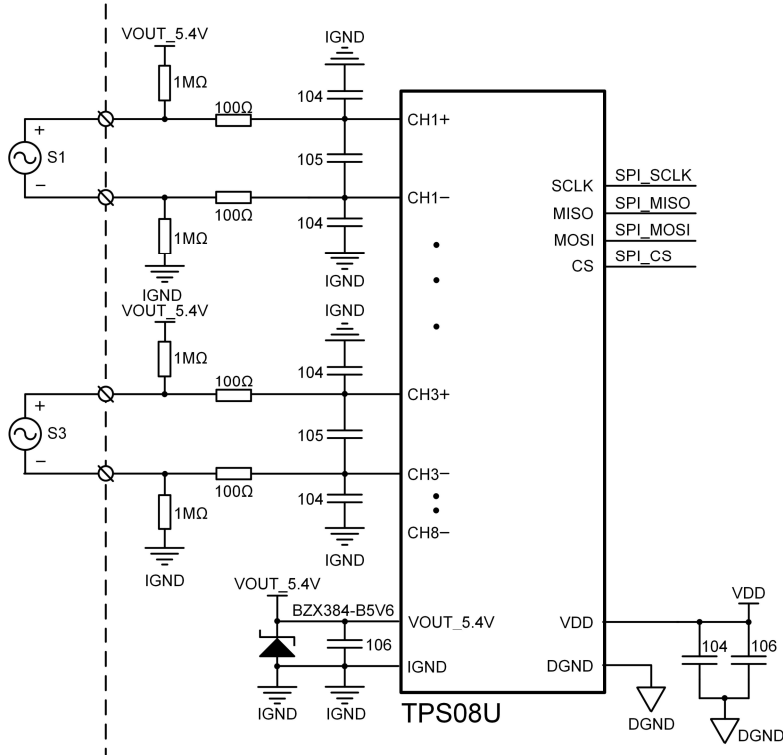 VOUT_5.4V
IGND
1MΩ
100Ω
104
CH1+
+
S1
105
SCLK
SPI_SCLK
−
100Ω
CH1−
MISO
SPI_MISO
104
MOSI
SPI_MOSI
1MΩ
CS
SPI_CS
IGND
IGND
VOUT_5.4V
IGND
1MΩ
100Ω
104
CH3+
+
S3
105
−
100Ω
CH3−
104
1MΩ
CH8−
IGND
IGND
VOUT_5.4V
BZX384-B5V6
VOUT_5.4V
VDD
VDD
106
104
106
IGND
DGND
IGND
IGND
TPS08U
DGND
DGND